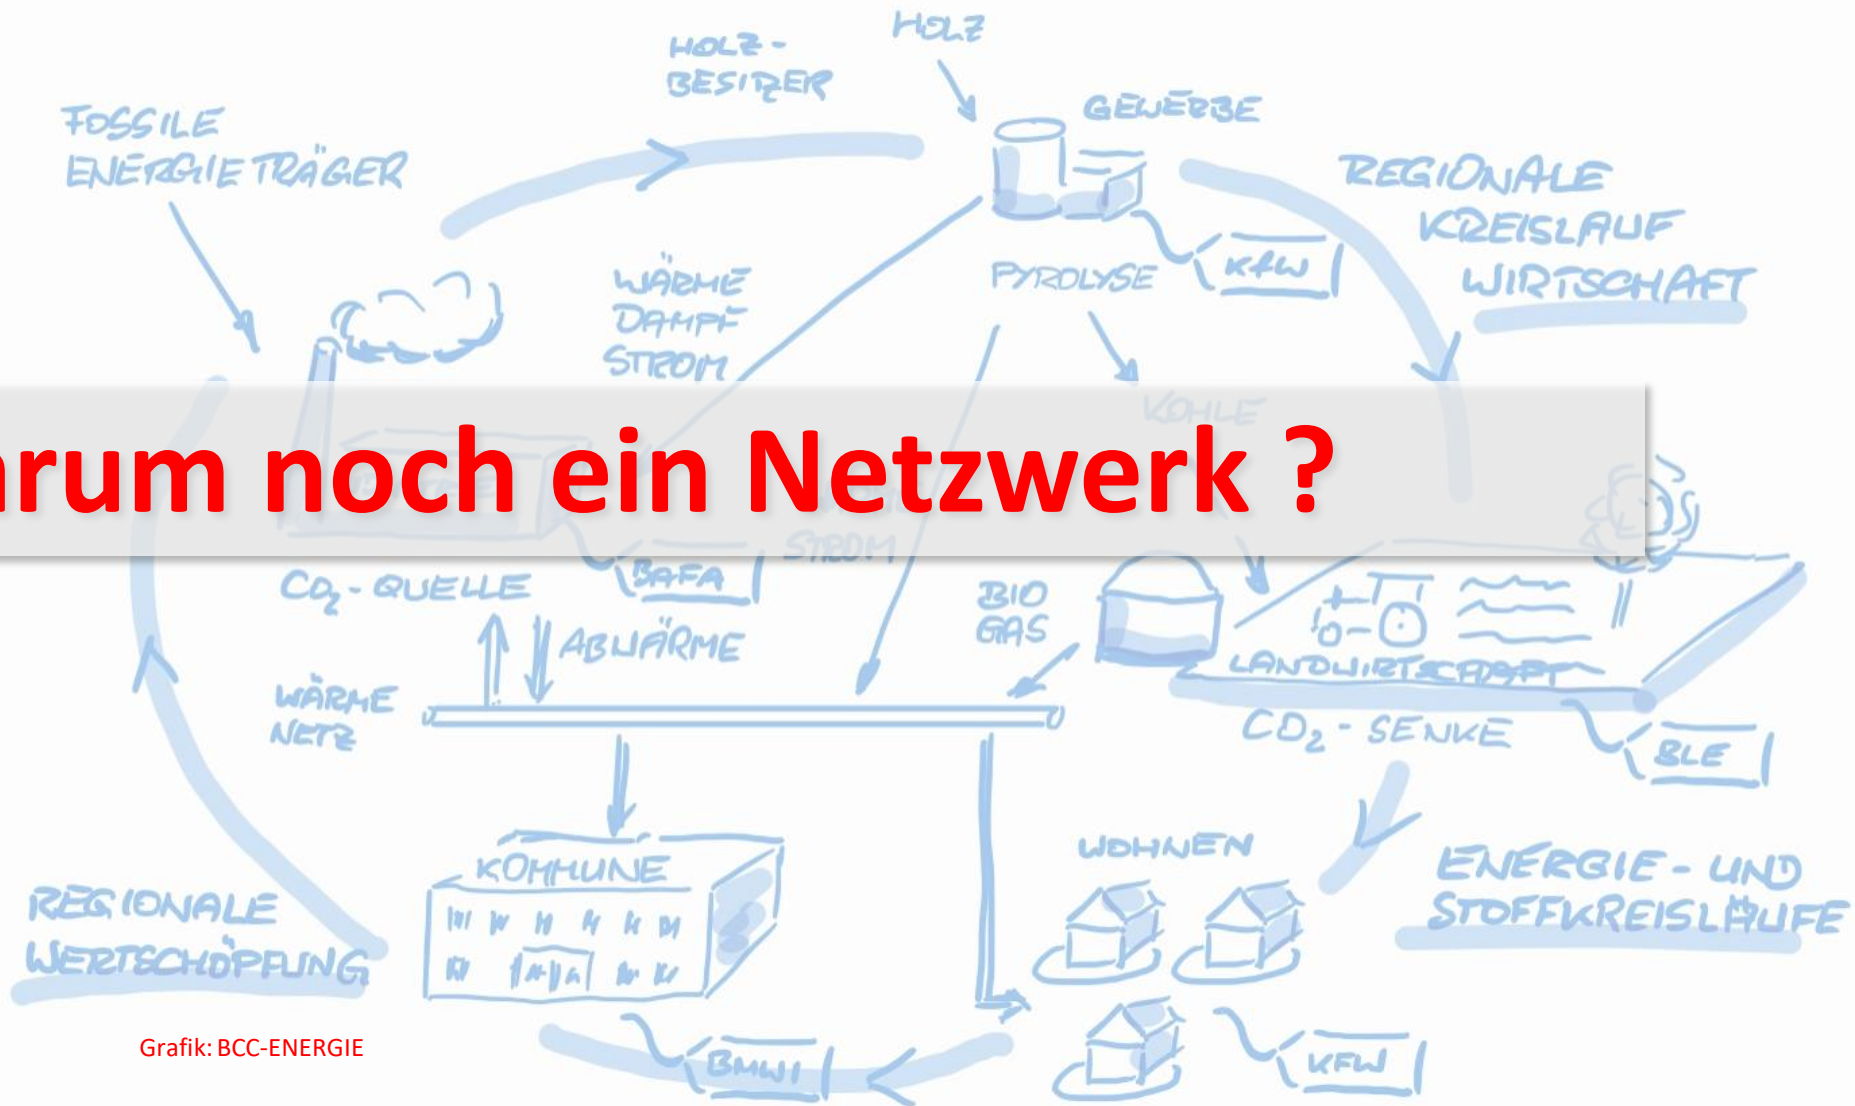 HOLZ
HOLZ-
BESITZER
GEWERBE
FOSSILE
ENERGIETRÄGER
REGIONALE
KREISLAUF
WIRTSCHAFT
WÄRME
DAMPF
STROM
PYROLYSE
KfW
KOHLE
arum noch ein Netzwerk ?
STROM
CO₂-QUELLE
BAFA
ABWÄRME
BIO
GAS
LANDWIRTSCHAFT
WÄRME
NETZ
CO₂-SENKE
BLE
KOMMUNE
WOHNEN
ENERGIE-UND
STOFFKREISLÄUFE
REGIONALE
WERTSCHÖPFUNG
Grafik: BCC-ENERGIE
BMWI
KFW